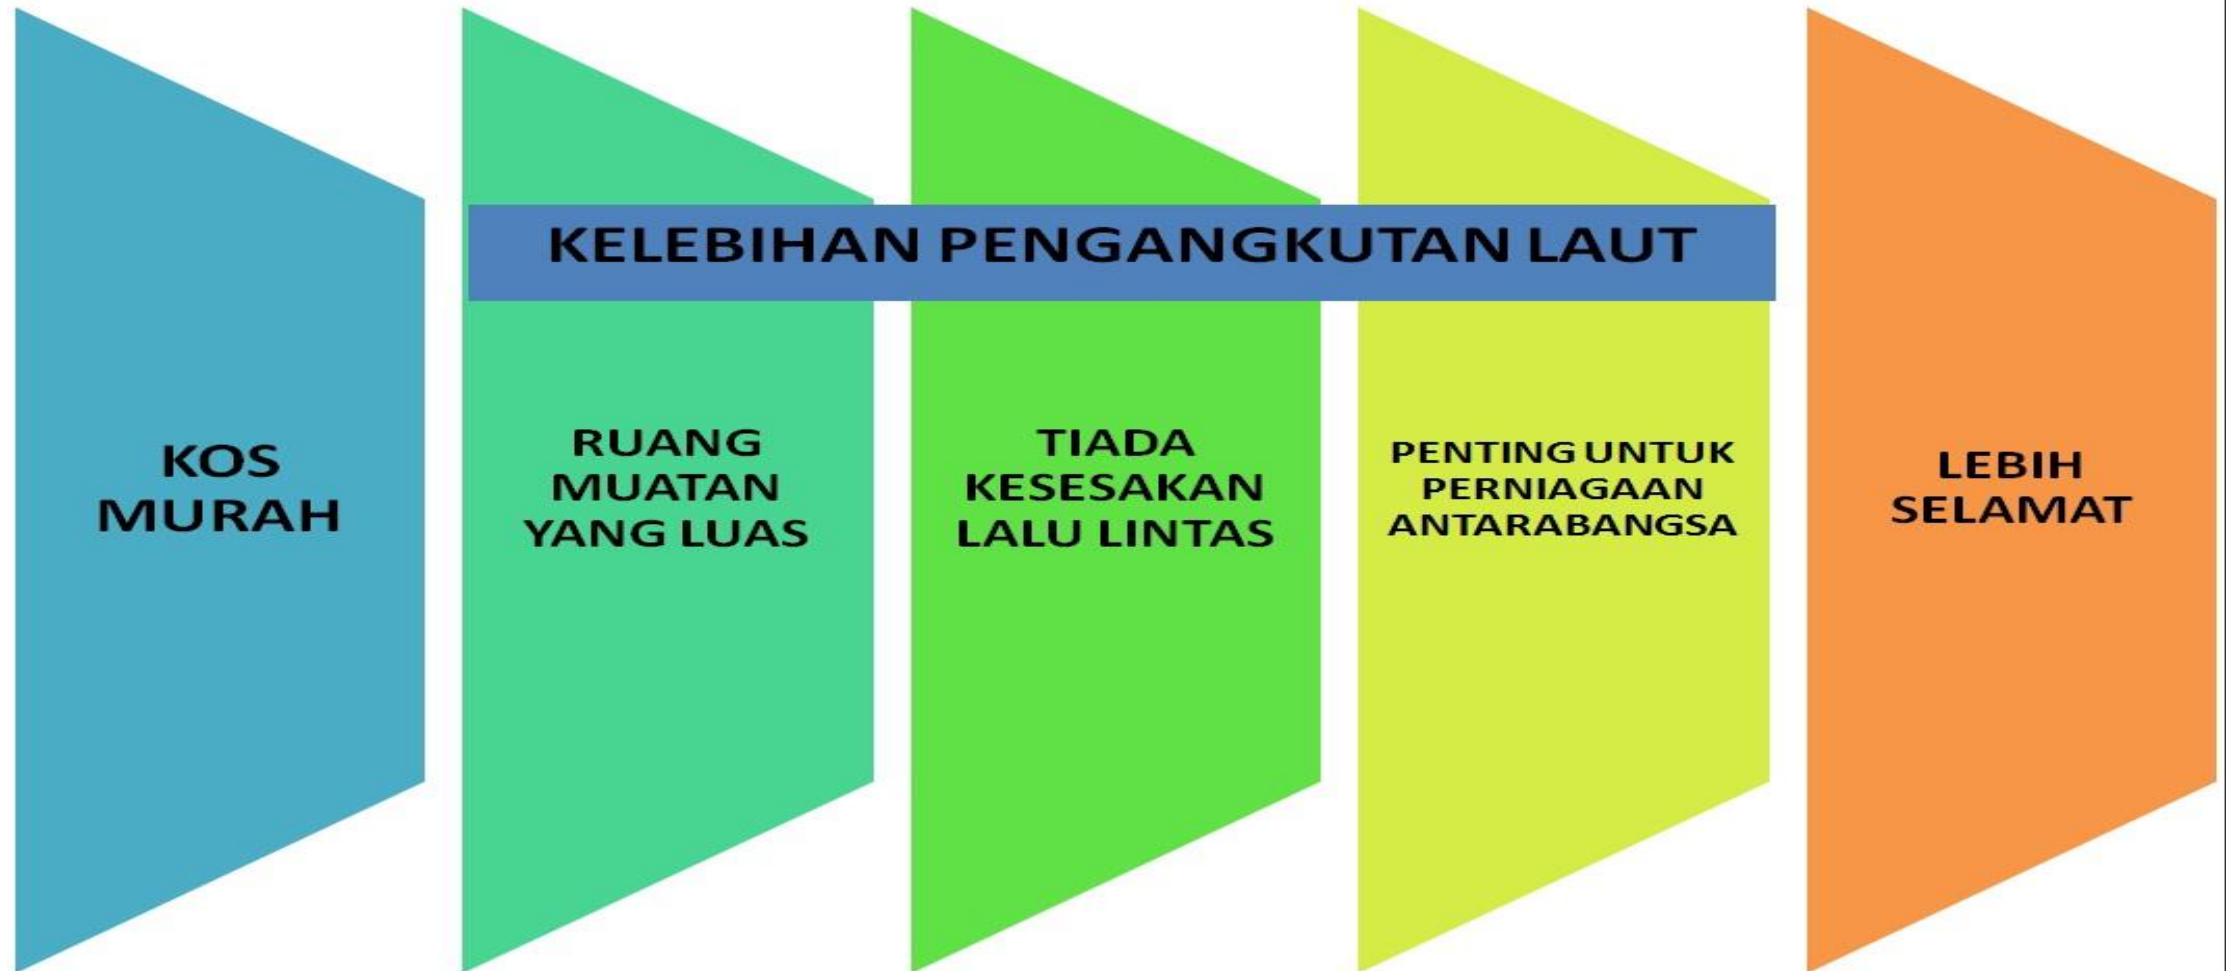 KELEBIHAN PENGANGKUTAN LAUT
KOS
MURAH
RUANG
MUATAN
YANG LUAS
TIADA
KESESAKAN
LALU LINTAS
PENTING UNTUK
PERNIAGAAN
ANTARABANGSA
LEBIH
SELAMAT